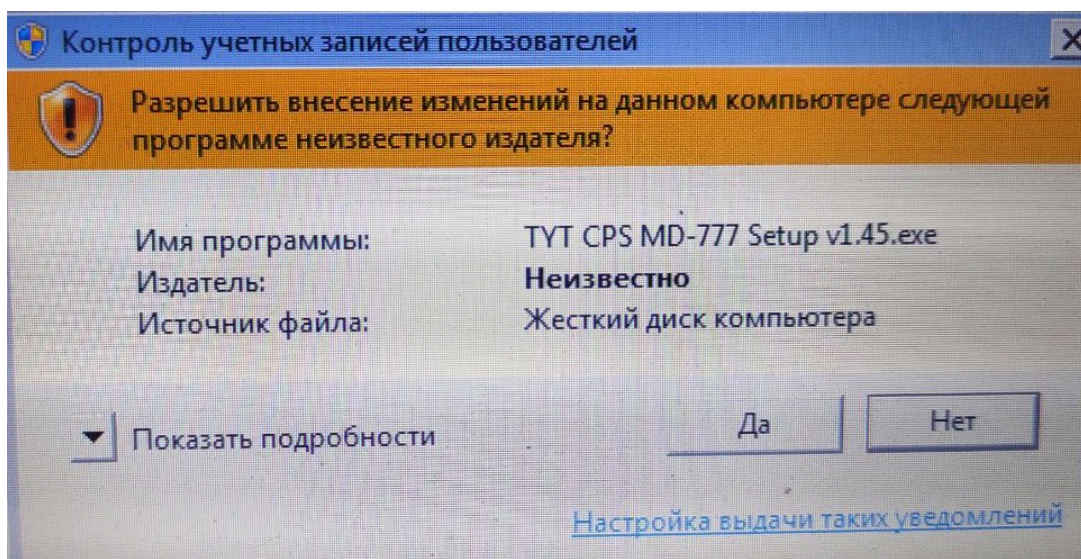 Контроль учетных записей пользователей
Разрешить внесение изменений на данном компьютере следующей
программе неизвестного издателя?
Имя программы: TYT CPS MD-777 Setup v1.45.exe
Издатель: Неизвестно
Источник файла: Жесткий диск компьютера
Показать подробности
Да
Нет
Настройка выдачи таких уведомлений